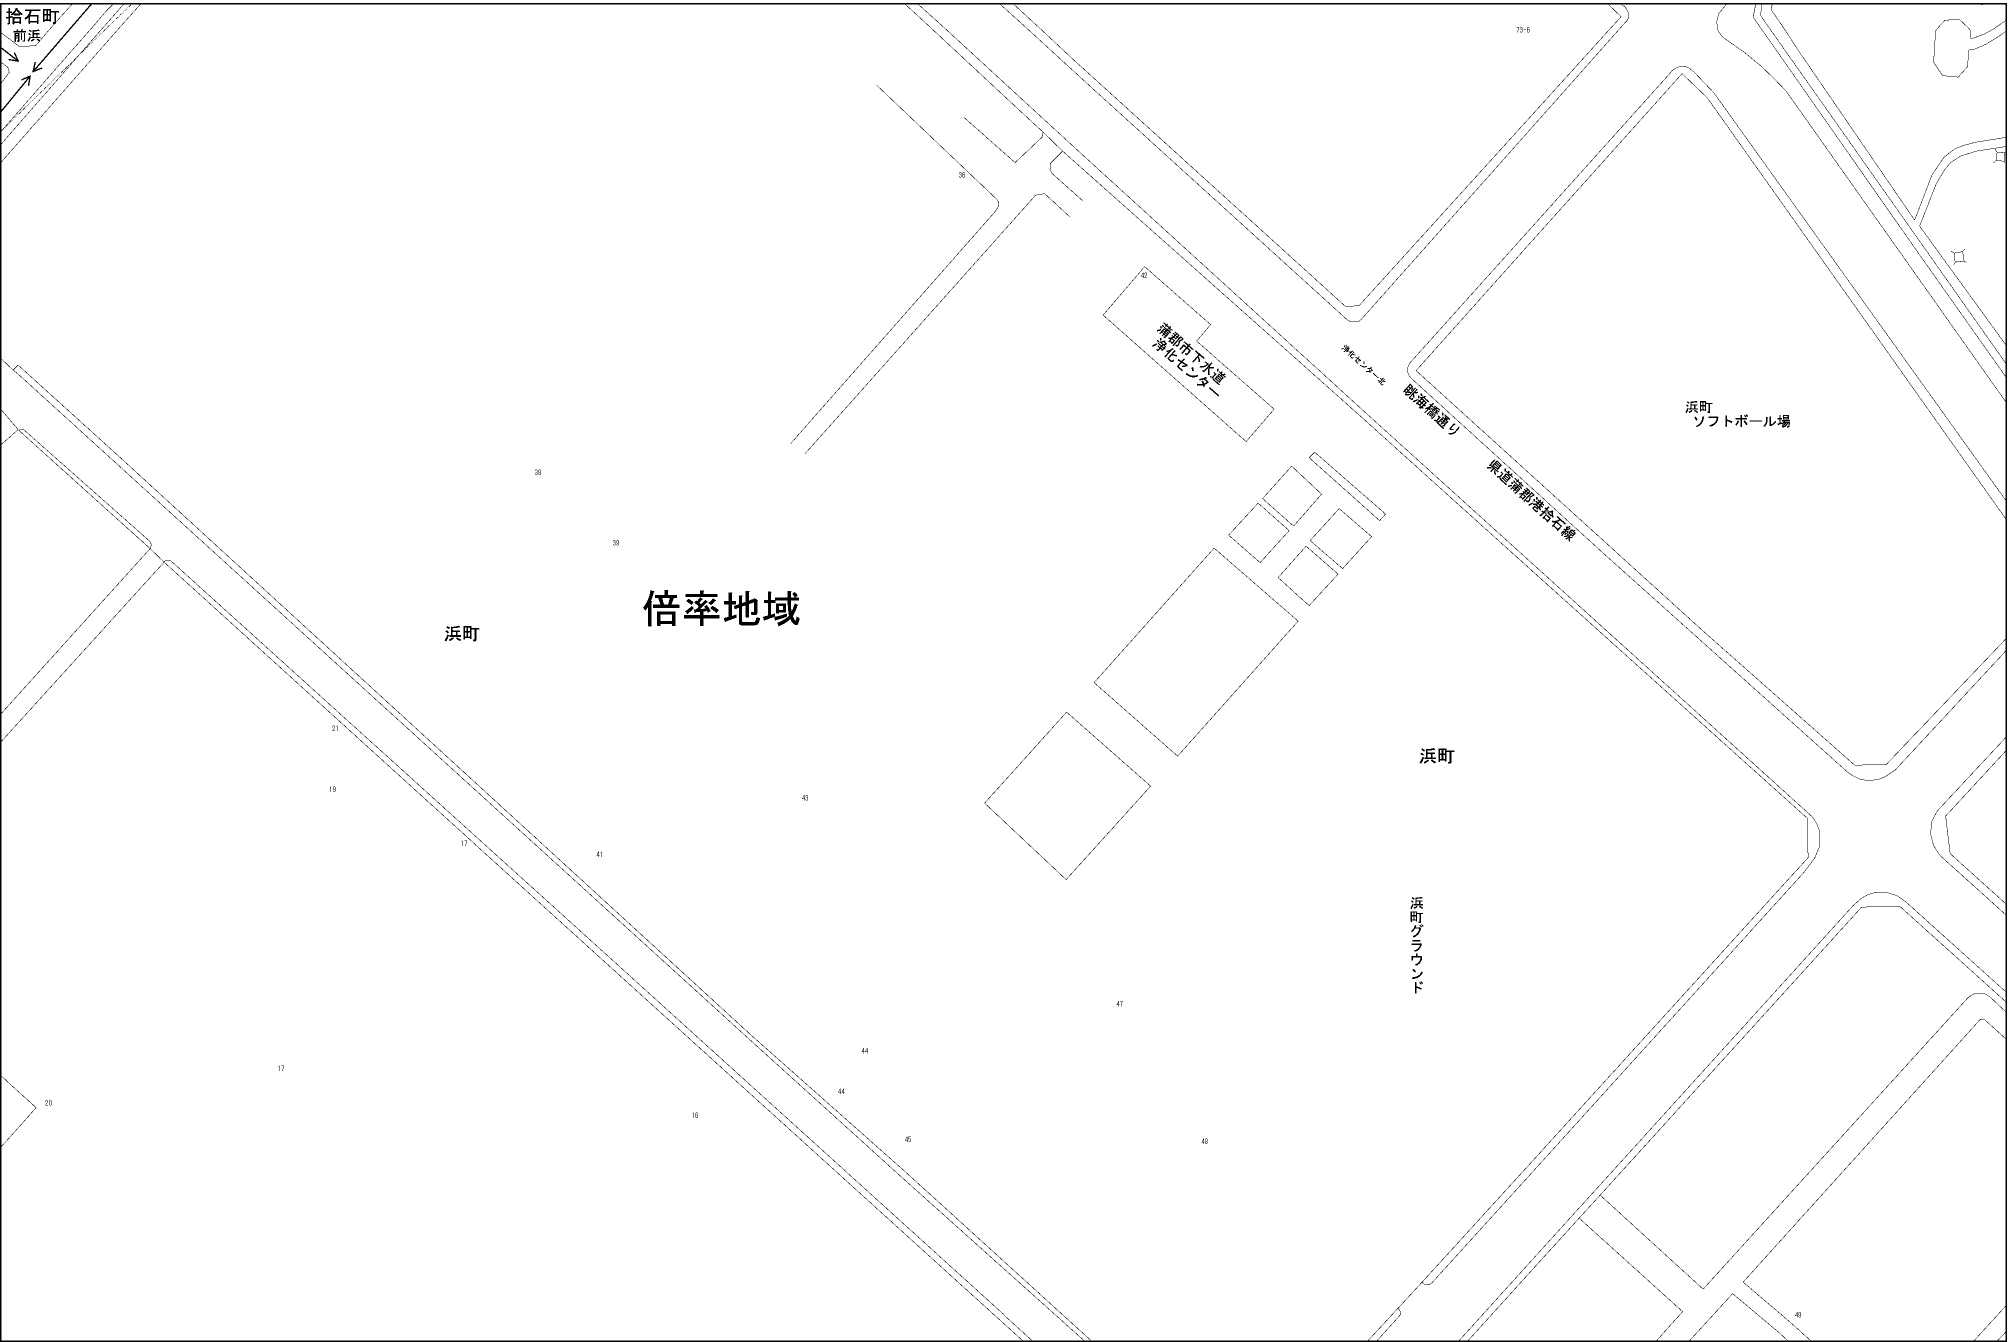 拾石町
前浜
73-6
36
42
蒲郡市下水道
浄化センター
浄化センター北
眺海橋通り
浜町
ソフトボール場
県道蒲郡港拾石線
38
39
倍率地域
浜町
21
浜町
19
43
17
41
浜町グラウンド
47
44
17
44
20
16
45
48
49